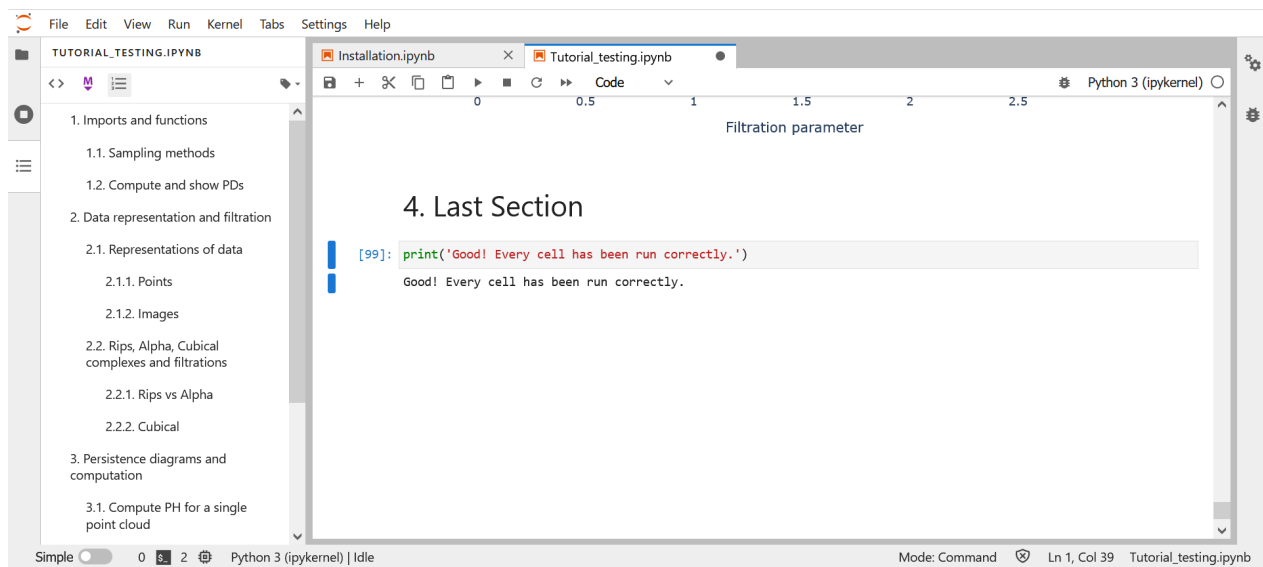 File Edit View Run Kernel Tabs Settings Help
TUTORIAL_TESTING.IPYNB
1. Imports and functions
1.1. Sampling methods
1.2. Compute and show PDs
2. Data representation and filtration
2.1. Representations of data
2.1.1. Points
2.1.2. Images
2.2. Rips, Alpha, Cubical
complexes and filtrations
2.2.1. Rips vs Alpha
2.2.2. Cubical
3. Persistence diagrams and
computation
3.1. Compute PH for a single
point cloud
Installation.ipynb Tutorial_testing.ipynb
Code Python 3 (ipykernel)
0 0.5 1 1.5 2 2.5
Filtration parameter
4. Last Section
[99]: print('Good! Every cell has been run correctly.')
Good! Every cell has been run correctly.
Simple 0 $_ 2 Python 3 (ipykernel) | Idle Mode: Command Ln 1, Col 39 Tutorial_testing.ipynb